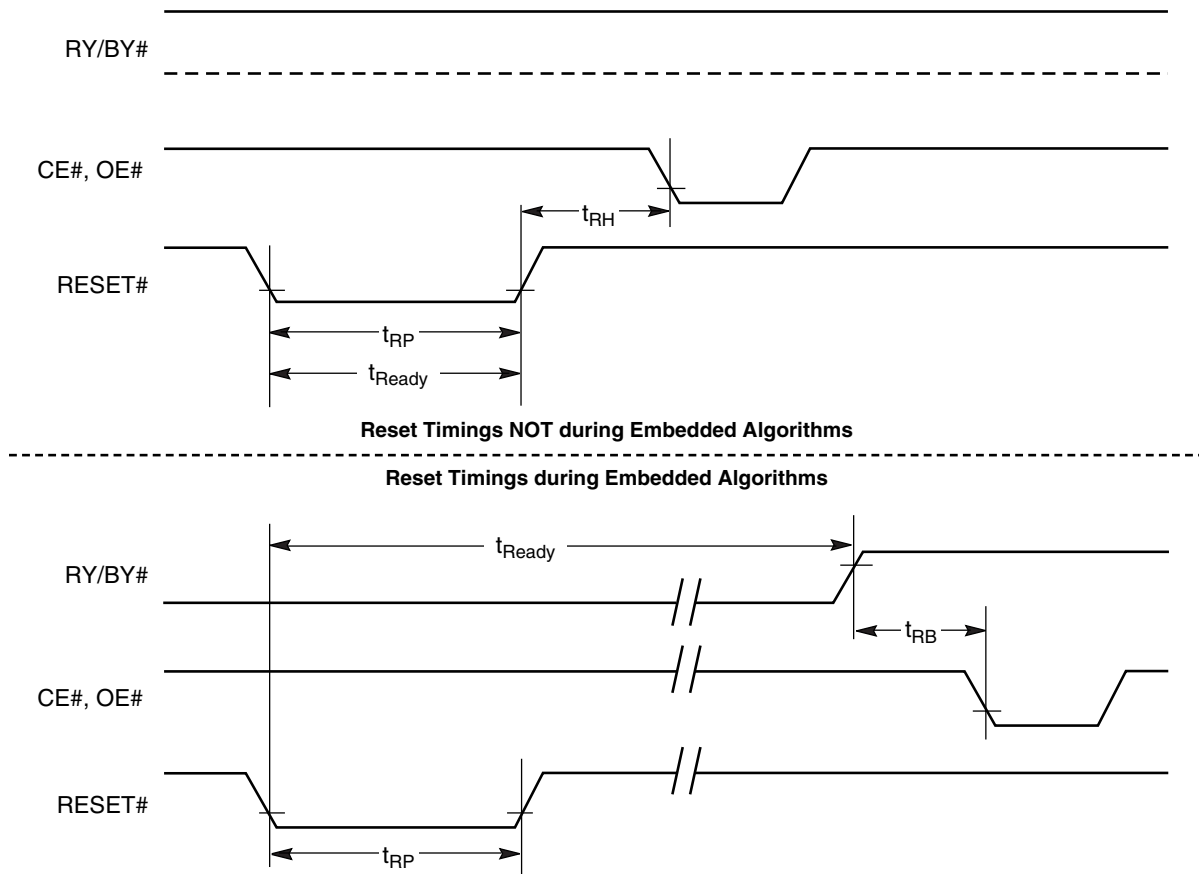 RY/BY#
CE#, OE#
tRH
RESET#
tRP
tReady
Reset Timings NOT during Embedded Algorithms
Reset Timings during Embedded Algorithms
tReady
RY/BY#
tRB
CE#, OE#
RESET#
tRP